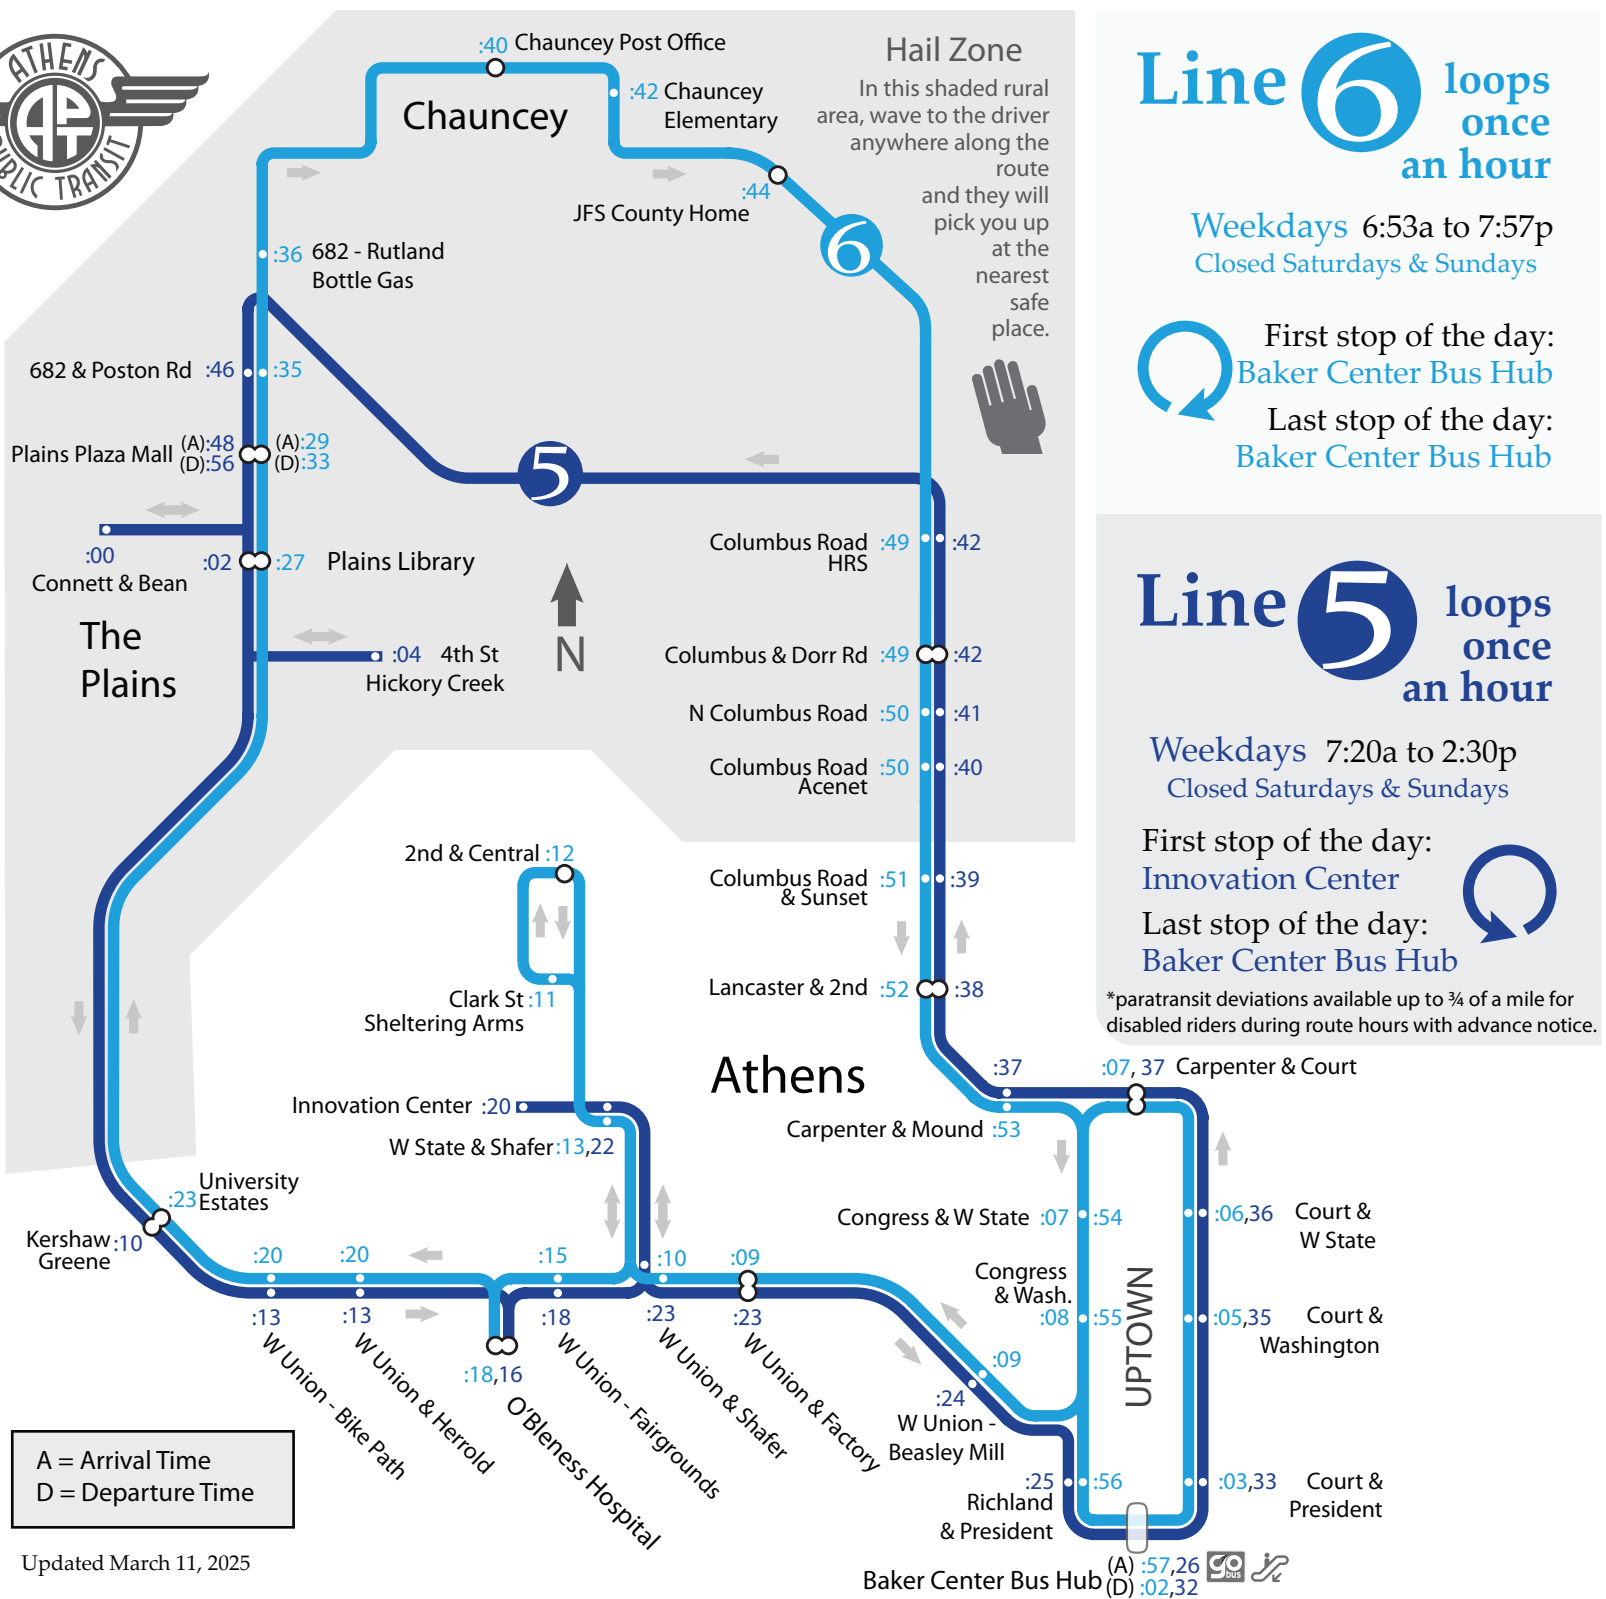 ATHENS
APT
PUBLIC TRANSIT
:40 Chauncey Post Office
Chauncey
:42 Chauncey
Elementary
:44
JFS County Home
Hail Zone
In this shaded rural
area, wave to the driver
anywhere along the
route
and they will
pick you up
at the
nearest
safe
place.
6
:36 682 - Rutland
Bottle Gas
682 & Poston Rd :46 :35
Plains Plaza Mall (A):48 (A):29
(D):56 (D):33
5
:00
Connett & Bean
:02 :27 Plains Library
The
Plains
:04 4th St
Hickory Creek
N
Columbus Road :49 :42
HRS
Columbus & Dorr Rd :49 :42
N Columbus Road :50 :41
Columbus Road :50 :40
Acenet
Columbus Road :51 :39
& Sunset
Lancaster & 2nd :52 :38
2nd & Central :12
Clark St :11
Sheltering Arms
Athens
Innovation Center :20
W State & Shafer :13,22
:37
Carpenter & Mound :53
:07, 37 Carpenter & Court
Congress & W State :07 :54
:06,36 Court &
W State
Congress
& Wash.
:08 :55
UPTOWN
:05,35 Court &
Washington
:23 University
Estates
Kershaw :10
Greene
:20 :20 :15 :10 :09
:13 :13 :18 :23 :23
W Union - Bike Path
W Union & Herrold
:18,16
O'Bleness Hospital
W Union - Fairgrounds
W Union & Shafer
W Union & Factory
:09
:24
W Union -
Beasley Mill
:25 :56
Richland
& President
:03,33 Court &
President
Baker Center Bus Hub (A) :57,26
(D) :02,32
go
bus
A = Arrival Time
D = Departure Time
Updated March 11, 2025
Line 6 loops
once
an hour
Weekdays 6:53a to 7:57p
Closed Saturdays & Sundays
First stop of the day:
Baker Center Bus Hub
Last stop of the day:
Baker Center Bus Hub
Line 5 loops
once
an hour
Weekdays 7:20a to 2:30p
Closed Saturdays & Sundays
First stop of the day:
Innovation Center
Last stop of the day:
Baker Center Bus Hub
*paratransit deviations available up to ¾ of a mile for
disabled riders during route hours with advance notice.